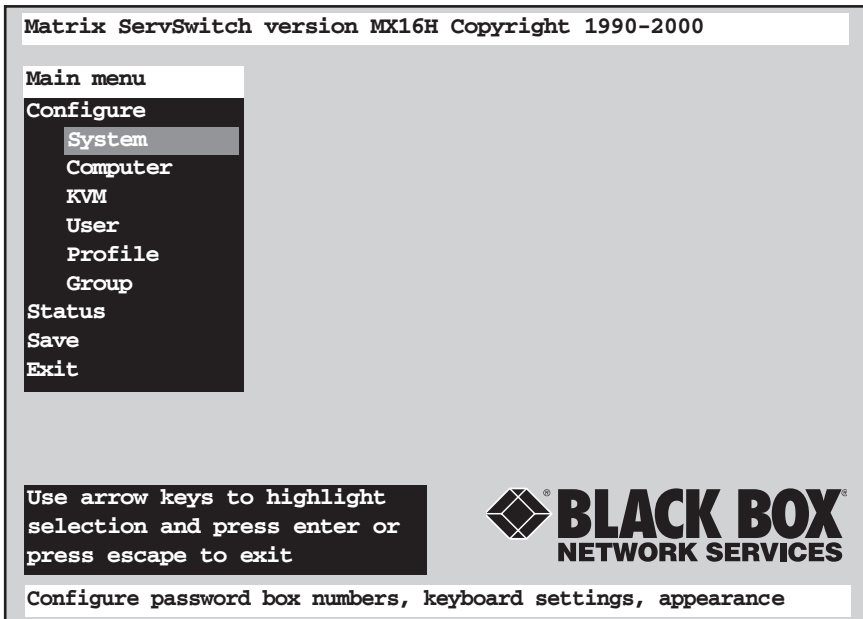 Matrix ServSwitch version MX16H Copyright 1990-2000
Main menu
Configure
System
Computer
KVM
User
Profile
Group
Status
Save
Exit
Use arrow keys to highlight
selection and press enter or
press escape to exit
® BLACK BOX®
NETWORK SERVICES
Configure password box numbers, keyboard settings, appearance